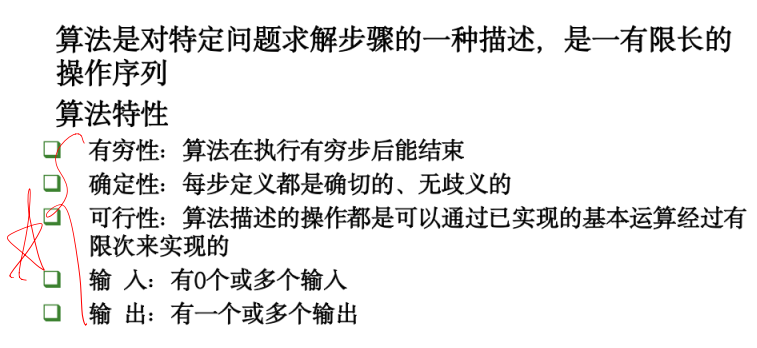 算法是对特定问题求解步骤的一种描述，是一有限长的
操作序列
算法特性
有穷性：算法在执行有穷步后能结束
确定性：每步定义都是确切的、无歧义的
可行性：算法描述的操作都是可以通过已实现的基本运算经过有
限次来实现的
输 入：有0个或多个输入
输 出：有一个或多个输出